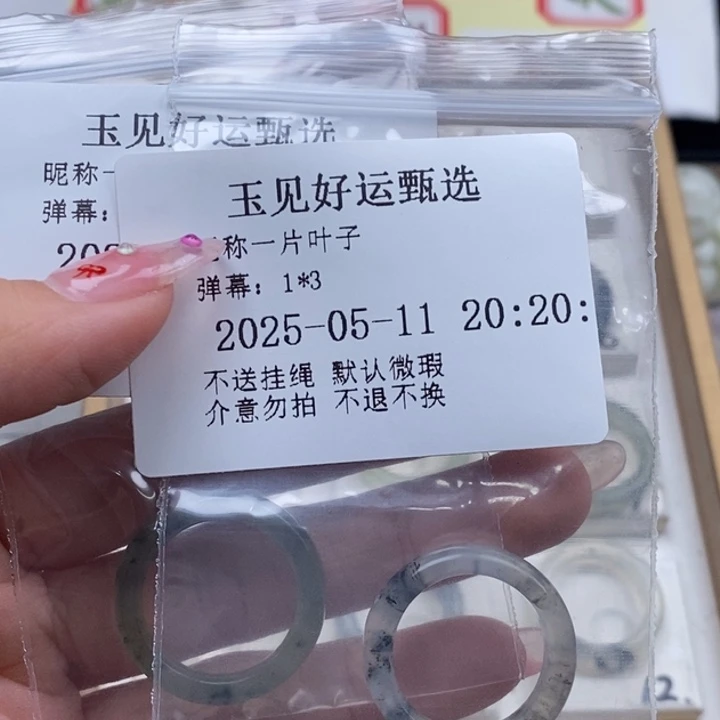 玉见好运甄选
昵称一
弹幕:
202
玉见好运甄选
称一片叶子
弹幕: 1*3
2025-05-11 20:20:
不送挂绳 默认微瑕
介意勿拍 不退不换
12.